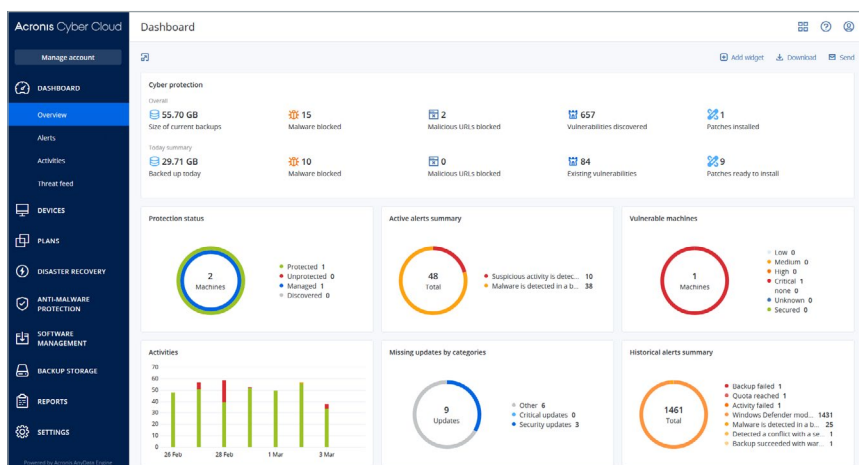 Acronis Cyber Cloud
Manage account
DASHBOARD
Overview
Alerts
Activities
Threat feed
DEVICES
PLANS
DISASTER RECOVERY
ANTI-MALWARE
PROTECTION
SOFTWARE
MANAGEMENT
BACKUP STORAGE
REPORTS
SETTINGS
Powered by Acronis AnyData Engine
Dashboard
Add widget
Download
Send
Cyber protection
Overall
55.70 GB
Size of current backups
15
Malware blocked
2
Malicious URLs blocked
657
Vulnerabilities discovered
1
Patches installed
Today summary
29.71 GB
Backed up today
10
Malware blocked
0
Malicious URLs blocked
84
Existing vulnerabilities
9
Patches ready to install
Protection status
2
Machines
Protected 1
Unprotected 0
Managed 1
Discovered 0
Active alerts summary
48
Total
Suspicious activity is detec... 10
Malware is detected in a b... 38
Vulnerable machines
1
Machines
Low 0
Medium 0
High 0
Critical 1
none 0
Unknown 0
Secured 0
Activities
70
60
50
40
30
20
10
0
26 Feb
28 Feb
1 Mar
3 Mar
Missing updates by categories
9
Updates
Other 6
Critical updates 0
Security updates 3
Historical alerts summary
1461
Total
Backup failed 1
Quota reached 1
Activity failed 1
Windows Defender mod... 1431
Malware is detected in a b... 25
Detected a conflict with a se... 1
Backup succeeded with war... 1